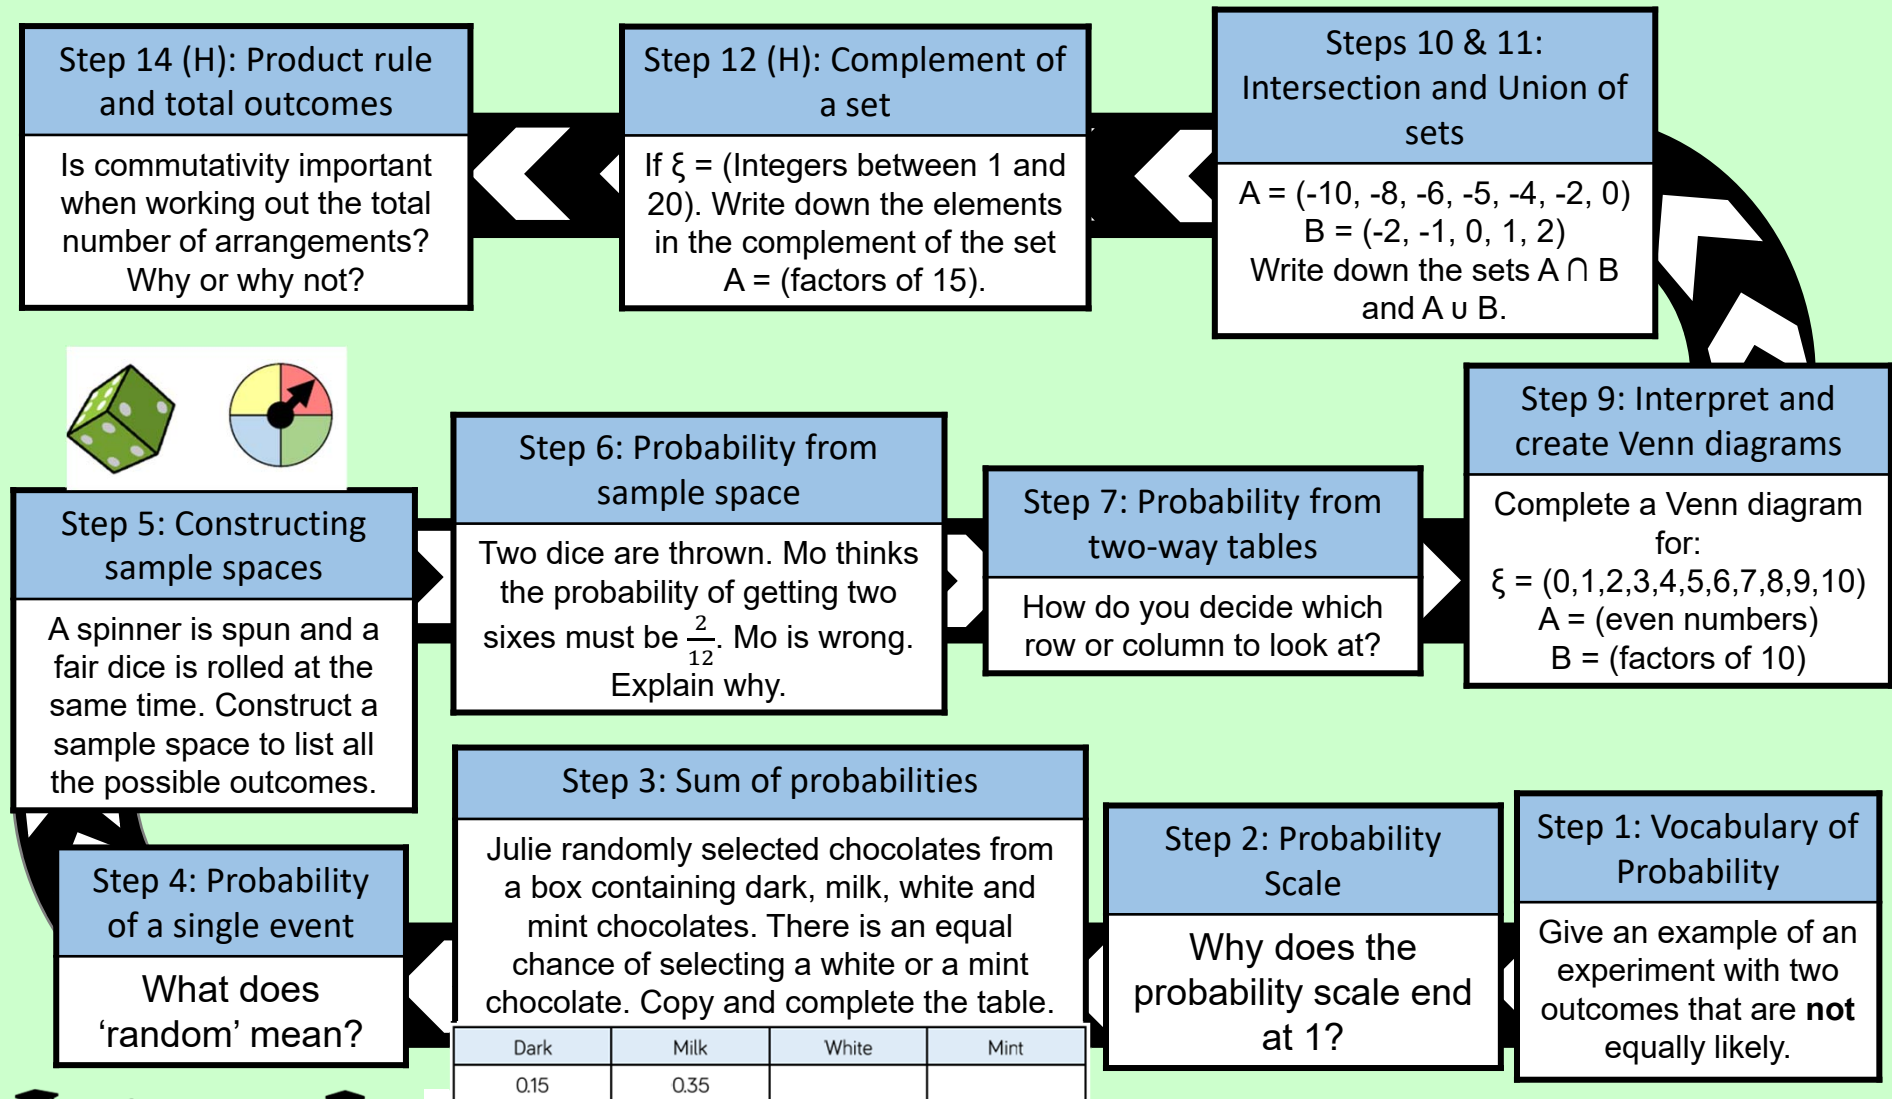 Step 14 (H): Product rule
and total outcomes
Is commutativity important
when working out the total
number of arrangements?
Why or why not?
Step 12 (H): Complement of
a set
If ξ = (Integers between 1 and
20). Write down the elements
in the complement of the set
A = (factors of 15).
Steps 10 & 11:
Intersection and Union of
sets
A = (-10, -8, -6, -5, -4, -2, 0)
B = (-2, -1, 0, 1, 2)
Write down the sets A ∩ B
and A ∪ B.
Step 5: Constructing
sample spaces
A spinner is spun and a
fair dice is rolled at the
same time. Construct a
sample space to list all
the possible outcomes.
Step 6: Probability from
sample space
Two dice are thrown. Mo thinks
the probability of getting two
sixes must be 2/12. Mo is wrong.
Explain why.
Step 7: Probability from
two-way tables
How do you decide which
row or column to look at?
Step 9: Interpret and
create Venn diagrams
Complete a Venn diagram
for:
ξ = (0,1,2,3,4,5,6,7,8,9,10)
A = (even numbers)
B = (factors of 10)
Step 4: Probability
of a single event
What does
‘random’ mean?
Step 3: Sum of probabilities
Julie randomly selected chocolates from
a box containing dark, milk, white and
mint chocolates. There is an equal
chance of selecting a white or a mint
chocolate. Copy and complete the table.
Dark Milk White Mint
0.15 0.35
Step 2: Probability
Scale
Why does the
probability scale end
at 1?
Step 1: Vocabulary of
Probability
Give an example of an
experiment with two
outcomes that are not
equally likely.